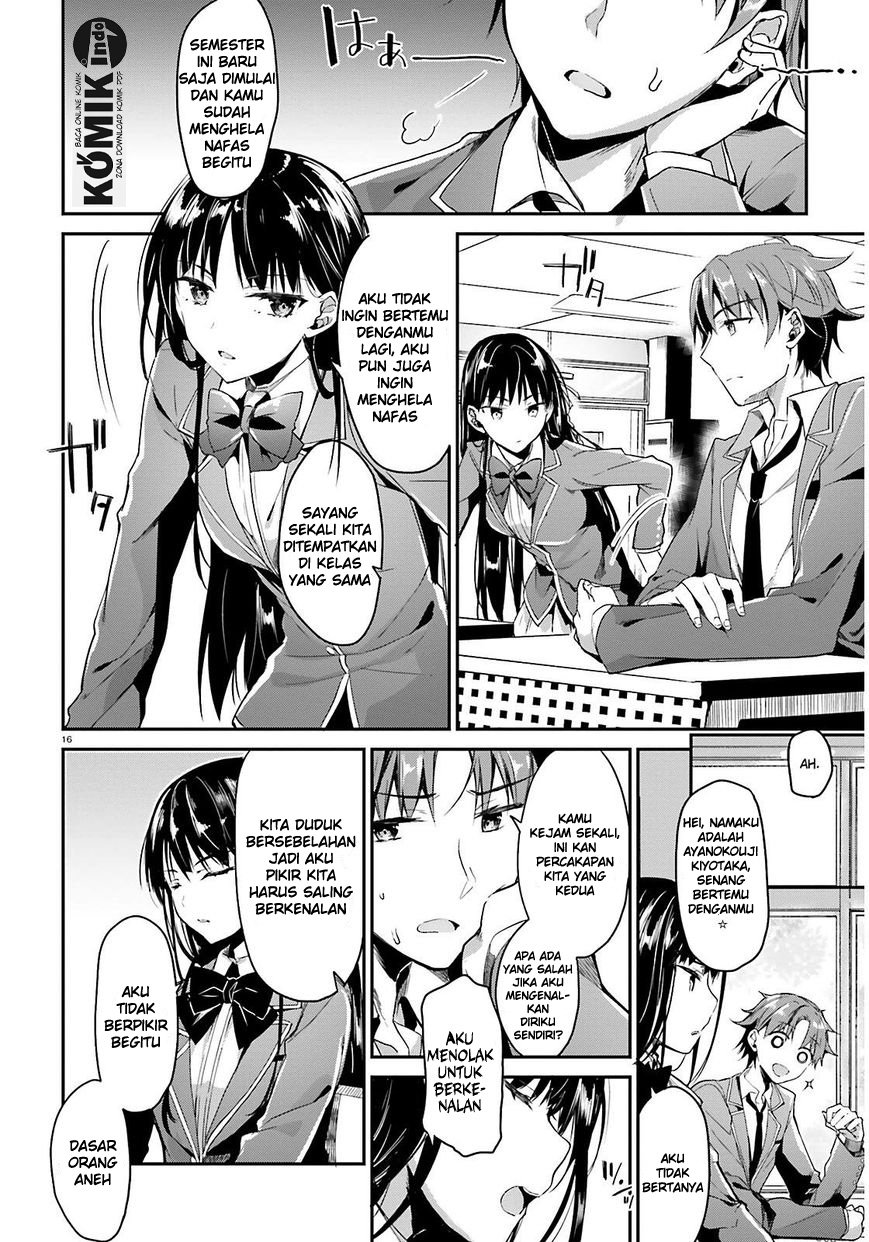 はぁー
SEMESTER
INI BARU
SAJA DIMULAI
DAN KAMU
SUDAH
MENGHELA
NAFAS
BEGITU
KOMIK
Indo
BACA ONLINE KOMIK
ZONA DOWNLOAD KOMIK PDF
AKU TIDAK
INGIN BERTEMU
DENGANMU
LAGI, AKU
PUN JUGA
INGIN
MENGHELA
NAFAS
SAYANG
SEKALI KITA
DITEMPATKAN
DI KELAS
YANG SAMA
16
AH.
HEI, NAMAKU
ADALAH
AYANOKOUJI
KIYOTAKA,
SENANG
BERTEMU
DENGANMU
☆
AKU
TIDAK
BERTANYA
KAMU
KEJAM SEKALI,
INI KAN
PERCAKAPAN
KITA YANG
KEDUA
APA ADA
YANG SALAH
JIKA AKU
MENGENAL-
KAN
DIRIKU
SENDIRI?
AKU
MENOLAK
UNTUK
BERKE-
NALAN
KITA DUDUK
BERSEBELAHAN
JADI AKU
PIKIR KITA
HARUS SALING
BERKENALAN
AKU
TIDAK
BERPIKIR
BEGITU
DASAR
ORANG
ANEH